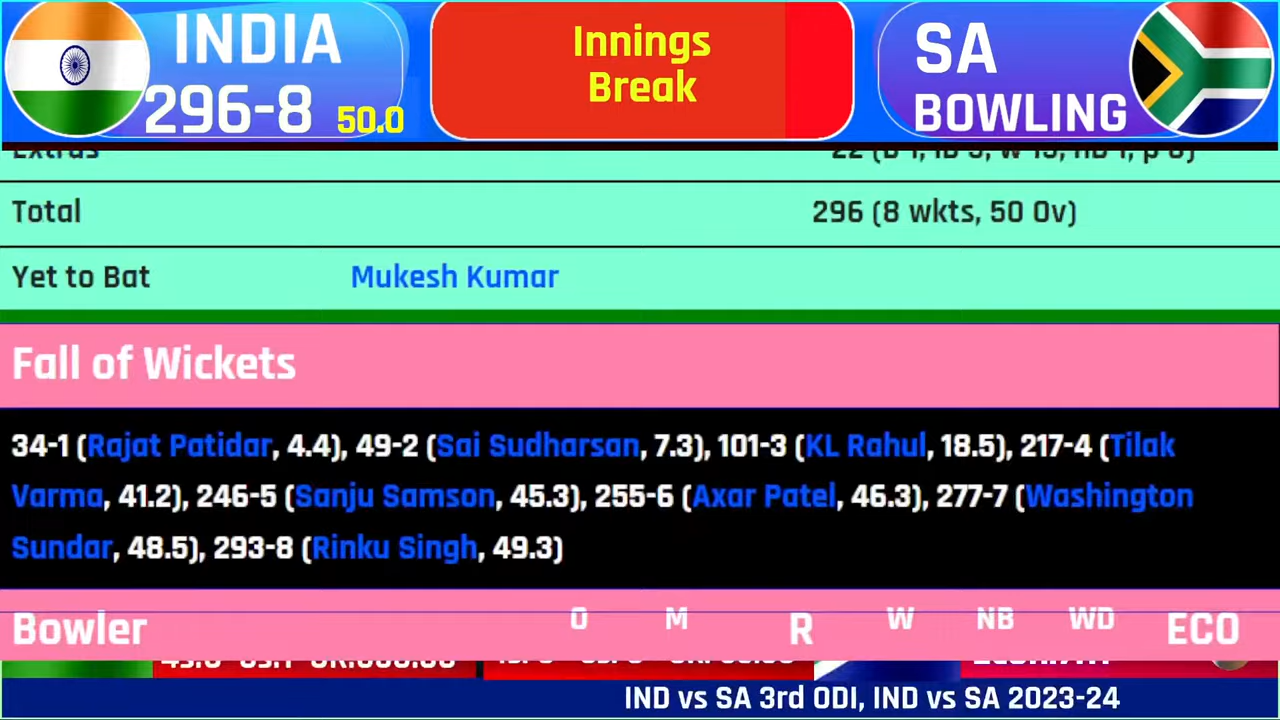 INDIA
296-8 50.0
Innings
Break
SA
BOWLING
Extras
Total 296 (8 wkts, 50 Ov)
Yet to Bat Mukesh Kumar
Fall of Wickets
34-1 (Rajat Patidar, 4.4), 49-2 (Sai Sudharsan, 7.3), 101-3 (KL Rahul, 18.5), 217-4 (Tilak
Varma, 41.2), 246-5 (Sanju Samson, 45.3), 255-6 (Axar Patel, 46.3), 277-7 (Washington
Sundar, 48.5), 293-8 (Rinku Singh, 49.3)
Bowler O M R W NB WD ECO
IND vs SA 3rd ODI, IND vs SA 2023-24